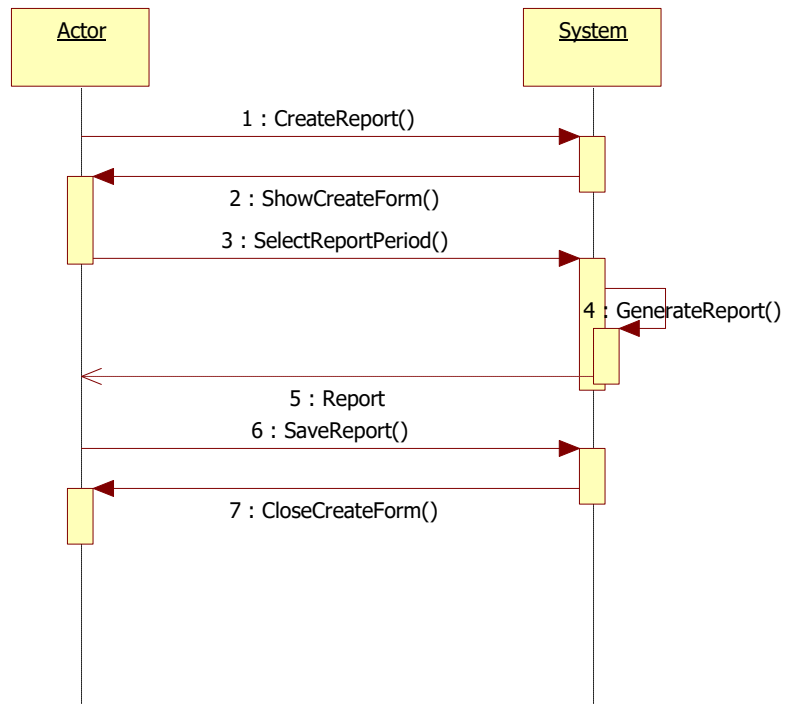 Actor
System
1 : CreateReport()
2 : ShowCreateForm()
3 : SelectReportPeriod()
4 : GenerateReport()
5 : Report
6 : SaveReport()
7 : CloseCreateForm()